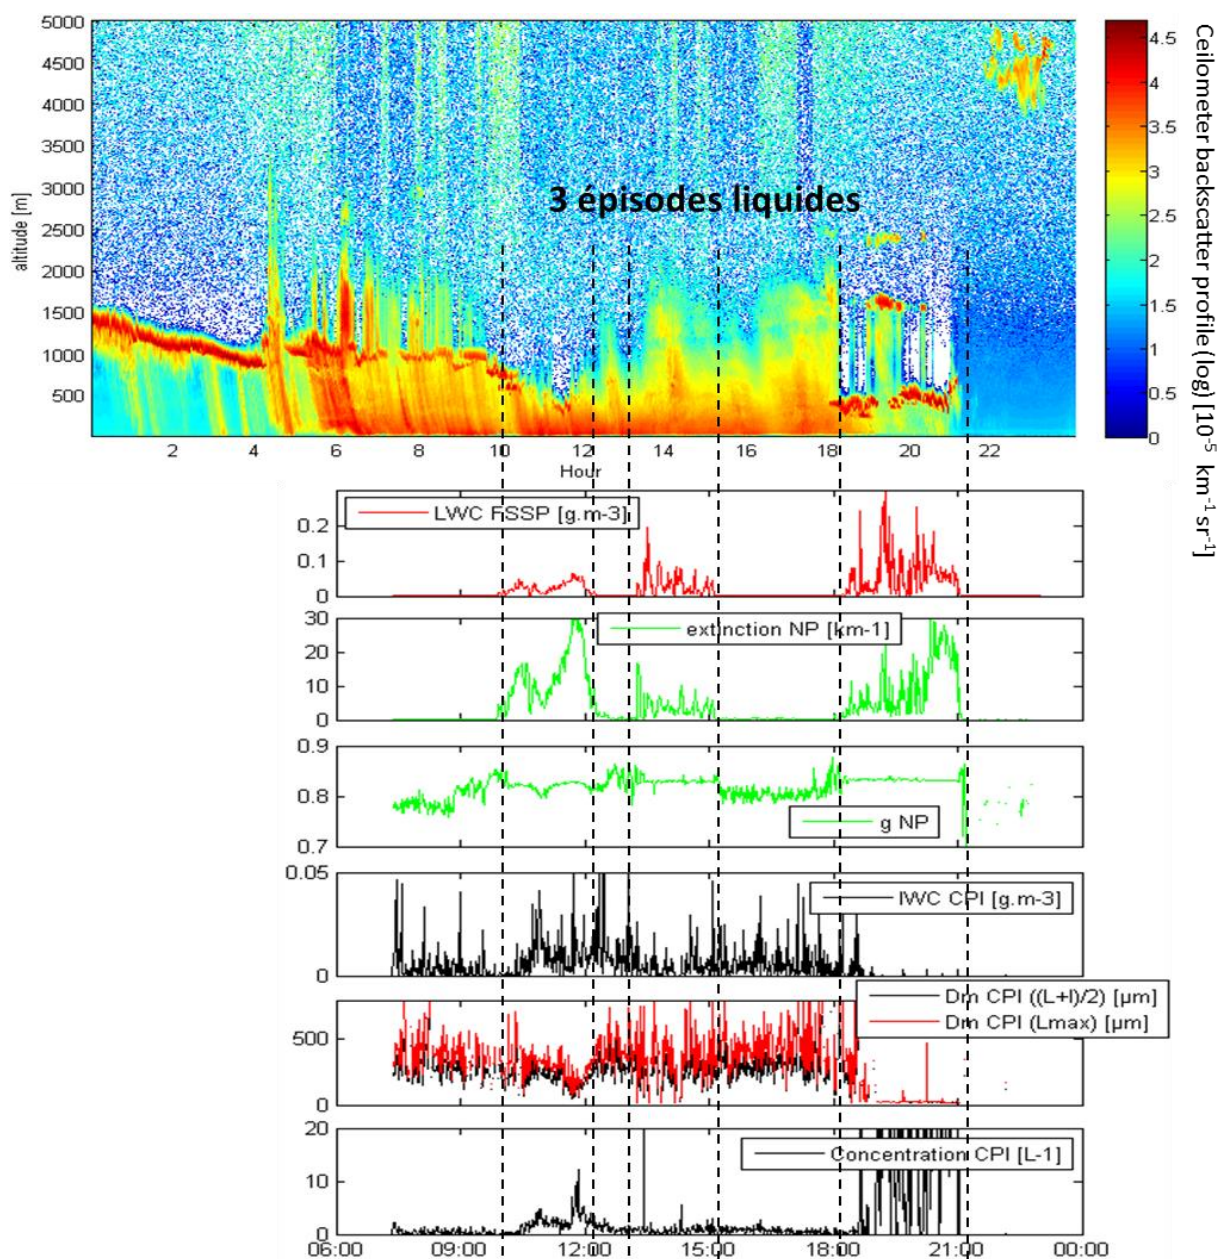 5000
4500
4000
3500
3000
2500
2000
1500
1000
500
altitude [m]
3 épisodes liquides
2 4 6 8 10 12 14 16 18 20 22
Hour
4.5
4
3.5
3
2.5
2
1.5
1
0.5
0
Ceilometer backscatter profile (log) [10-5 km-1 sr-1]
LWC FSSP [g.m-3]
0.2
0.1
0
extinction NP [km-1]
30
20
10
0
0.9
0.8
0.7
g NP
0.05
0
IWC CPI [g.m-3]
Dm CPI ((L+l)/2) [µm]
Dm CPI (Lmax) [µm]
500
0
20
10
0
Concentration CPI [L-1]
06:00 09:00 12:00 15:00 18:00 21:00 00:00